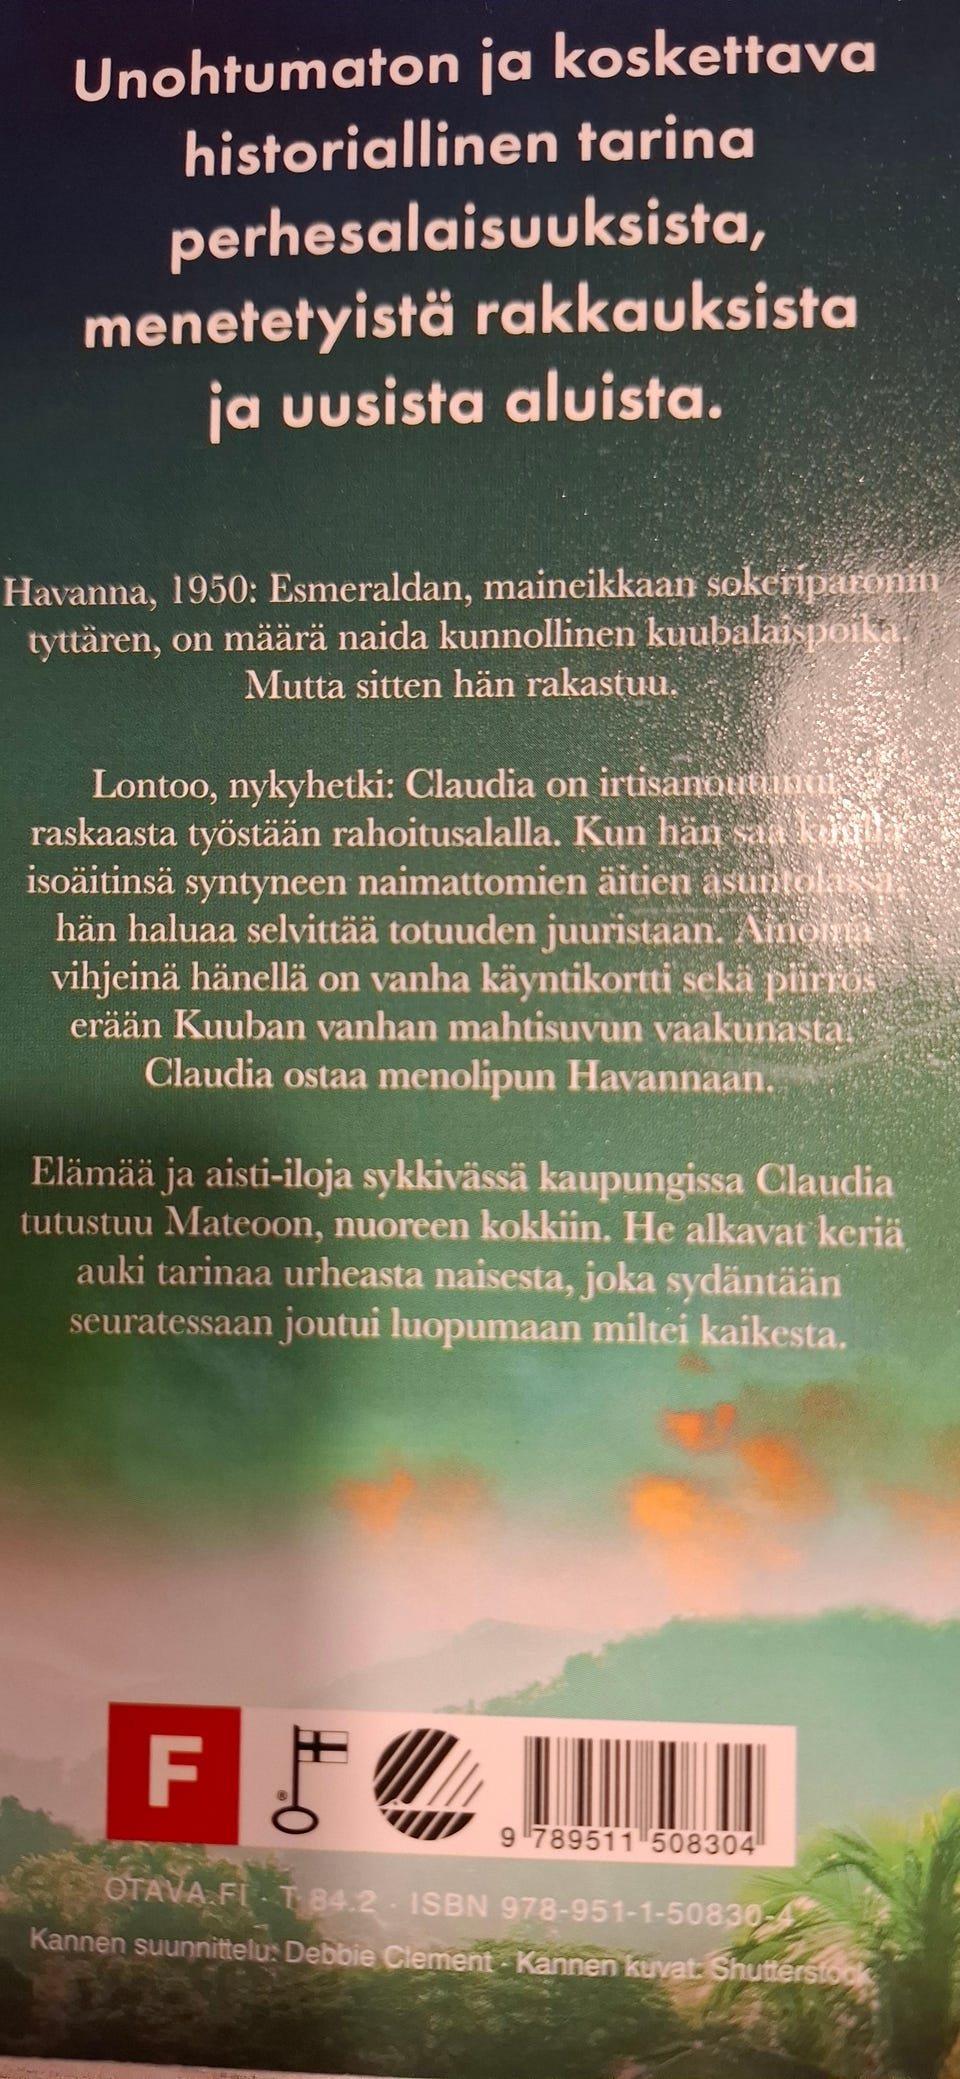 Unohtumaton ja koskettava
historiallinen tarina
perhesalaisuuksista,
menetetyistä rakkauksista
ja uusista aluista.
Havanna, 1950: Esmeraldan, maineikkaan sokeriparonin
tyttären, on määrä naida kunnollinen kuubalaispoika.
Mutta sitten hän rakastuu.
Lontoo, nykyhetki: Claudia on irtisanoutunut
raskaasta työstään rahoitusalalla. Kun hän saa kuulla
isoäitinsä syntyneen naimattomien äitien asuntolassa,
hän haluaa selvittää totuuden juuristaan. Ainoina
vihjeinä hänellä on vanha käyntikortti sekä piirros
erään Kuuban vanhan mahtisuvun vaakunasta.
Claudia ostaa menolipun Havannaan.
Elämää ja aisti-iloja sykkivässä kaupungissa Claudia
tutustuu Mateoon, nuoreen kokkiin. He alkavat keriä
auki tarinaa urheasta naisesta, joka sydäntään
seuratessaan joutui luopumaan miltei kaikesta.
F
®
9 789511 508304
OTAVA.FI · T 84.2 · ISBN 978-951-1-50830-4
Kannen suunnittelu: Debbie Clement · Kannen kuvat: Shutterstock